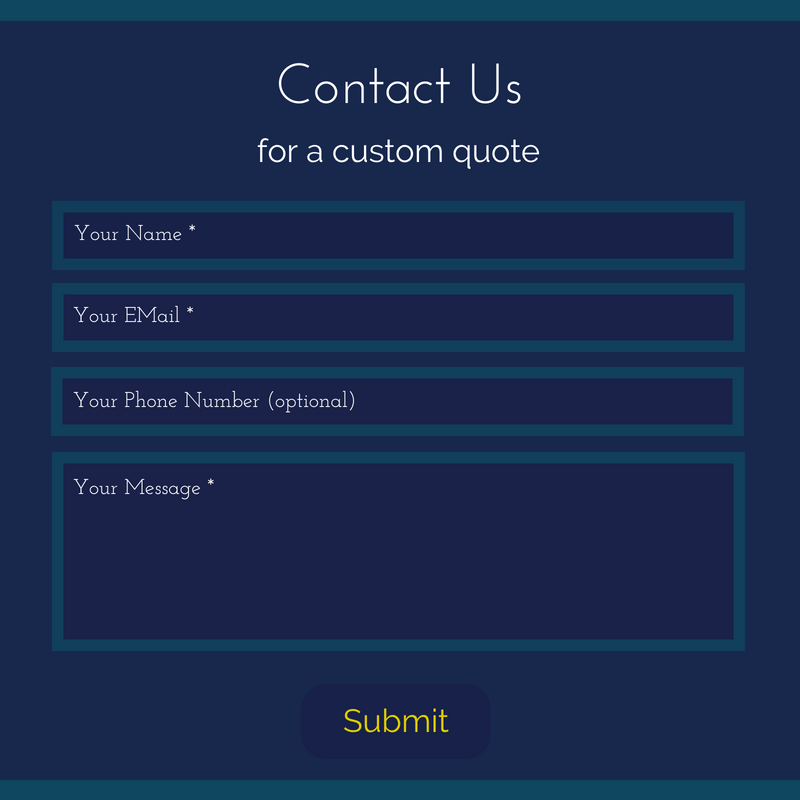 Contact Us
for a custom quote
Your Name *
Your EMail *
Your Phone Number (optional)
Your Message *
Submit